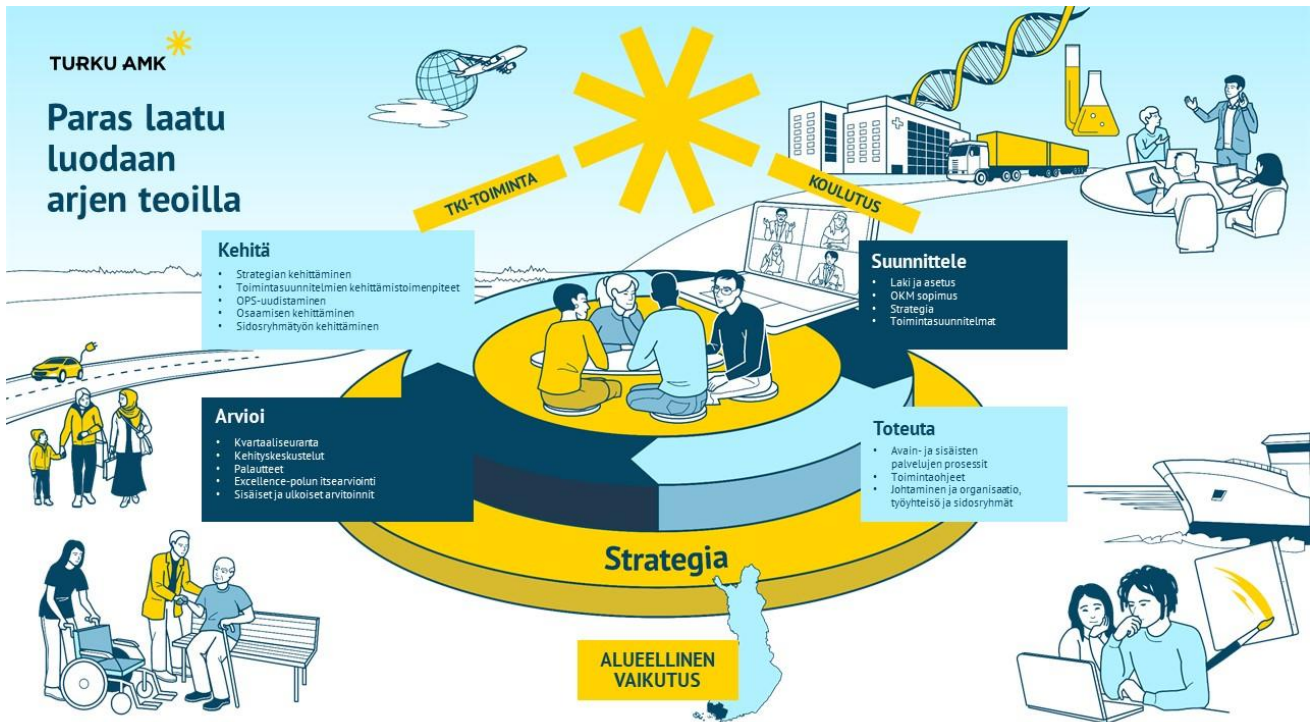 TURKU AMK
Paras laatu
luodaan
arjen teoilla
TKI-TOIMINTA
KOULUTUS
Kehitä
• Strategian kehittäminen
• Toimintasuunnitelmien kehittämistoimenpiteet
• OPS-uudistaminen
• Osaamisen kehittäminen
• Sidosryhmätyön kehittäminen
Suunnittele
• Laki ja asetus
• OKM sopimus
• Strategia
• Toimintasuunnitelmat
Arvioi
• Kvartaaliseuranta
• Kehityskeskustelut
• Palautteet
• Excellence-polun itsearviointi
• Sisäiset ja ulkoiset arvitoinnit
Toteuta
• Avain- ja sisäisten
palvelujen prosessit
• Toimintaohjeet
• Johtaminen ja organisaatio,
työyhteisö ja sidosryhmät
Strategia
ALUEELLINEN
VAIKUTUS